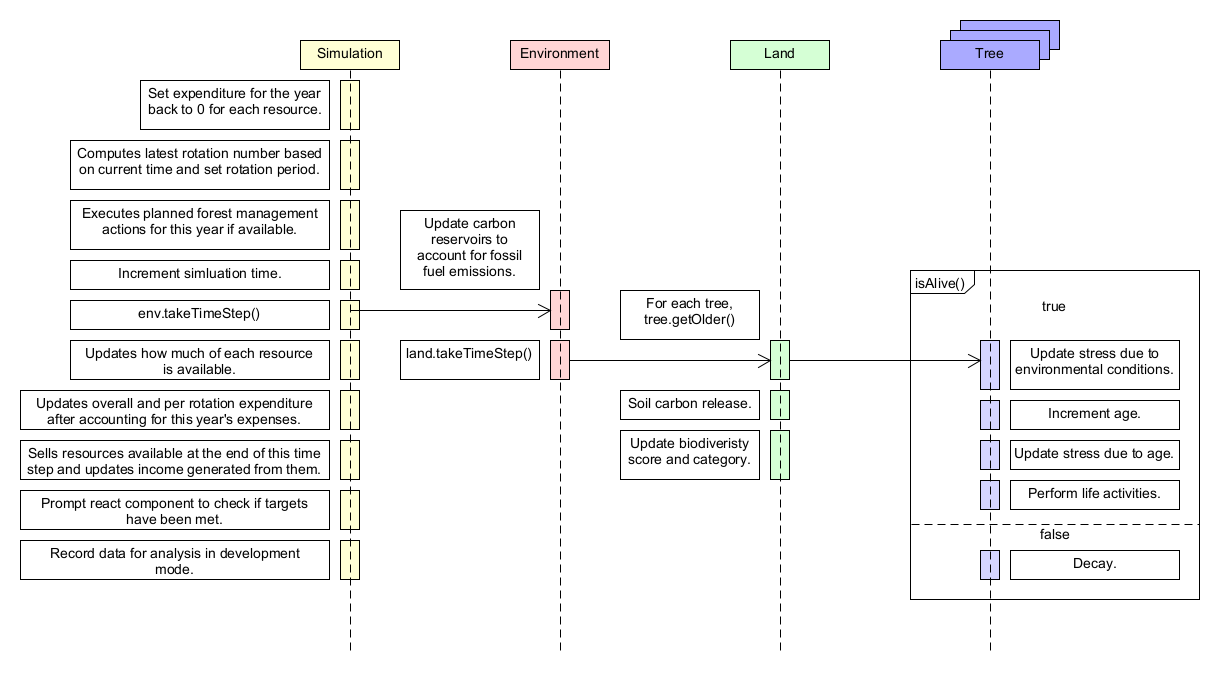 Simulation
Environment
Land
Tree
Set expenditure for the year
back to 0 for each resource.
Computes latest rotation number based
on current time and set rotation period.
Executes planned forest management
actions for this year if available.
Increment simluation time.
env.takeTimeStep()
Updates how much of each resource
is available.
Updates overall and per rotation expenditure
after accounting for this year's expenses.
Sells resources available at the end of this time
step and updates income generated from them.
Prompt react component to check if targets
have been met.
Record data for analysis in development
mode.
Update carbon
reservoirs to
account for fossil
fuel emissions.
land.takeTimeStep()
For each tree,
tree.getOlder()
Soil carbon release.
Update biodiveristy
score and category.
isAlive()
true
Update stress due to
environmental conditions.
Increment age.
Update stress due to age.
Perform life activities.
false
Decay.